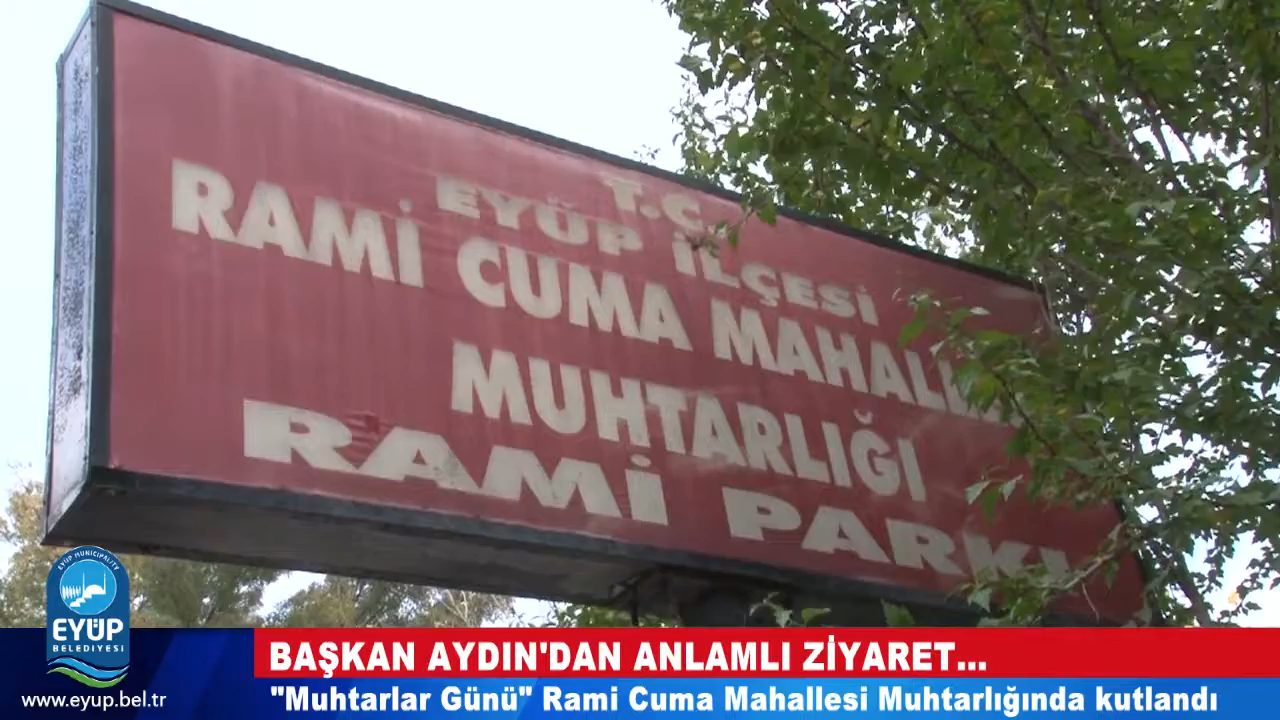 T.C.
EYÜP İLÇESİ
RAMİ CUMA
MUHTARLIĞI
RAMİ PARKI
EYÜP MUNICIPALITY
EYÜP
BELEDİYESİ
www.eyup.bel.tr
BAŞKAN AYDIN'DAN ANLAMLI ZİYARET...
"Muhtarlar Günü" Rami Cuma Mahallesi Muhtarlığında kutlandı